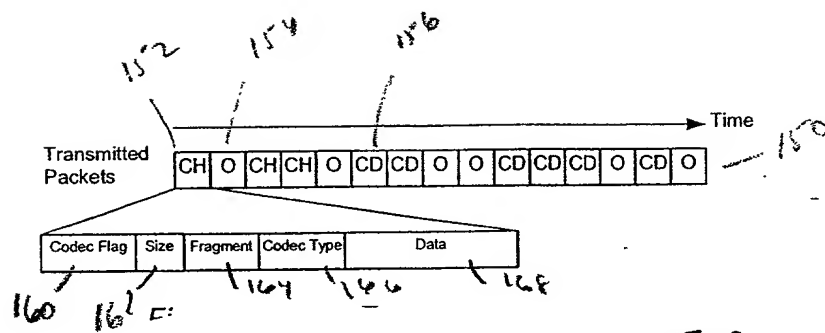 152 154 156
Time
Transmitted Packets
CH O CH CH O CD CD O O CD CD CD O CD O
150
Codec Flag Size Fragment Codec Type Data
160 162 164 166 168